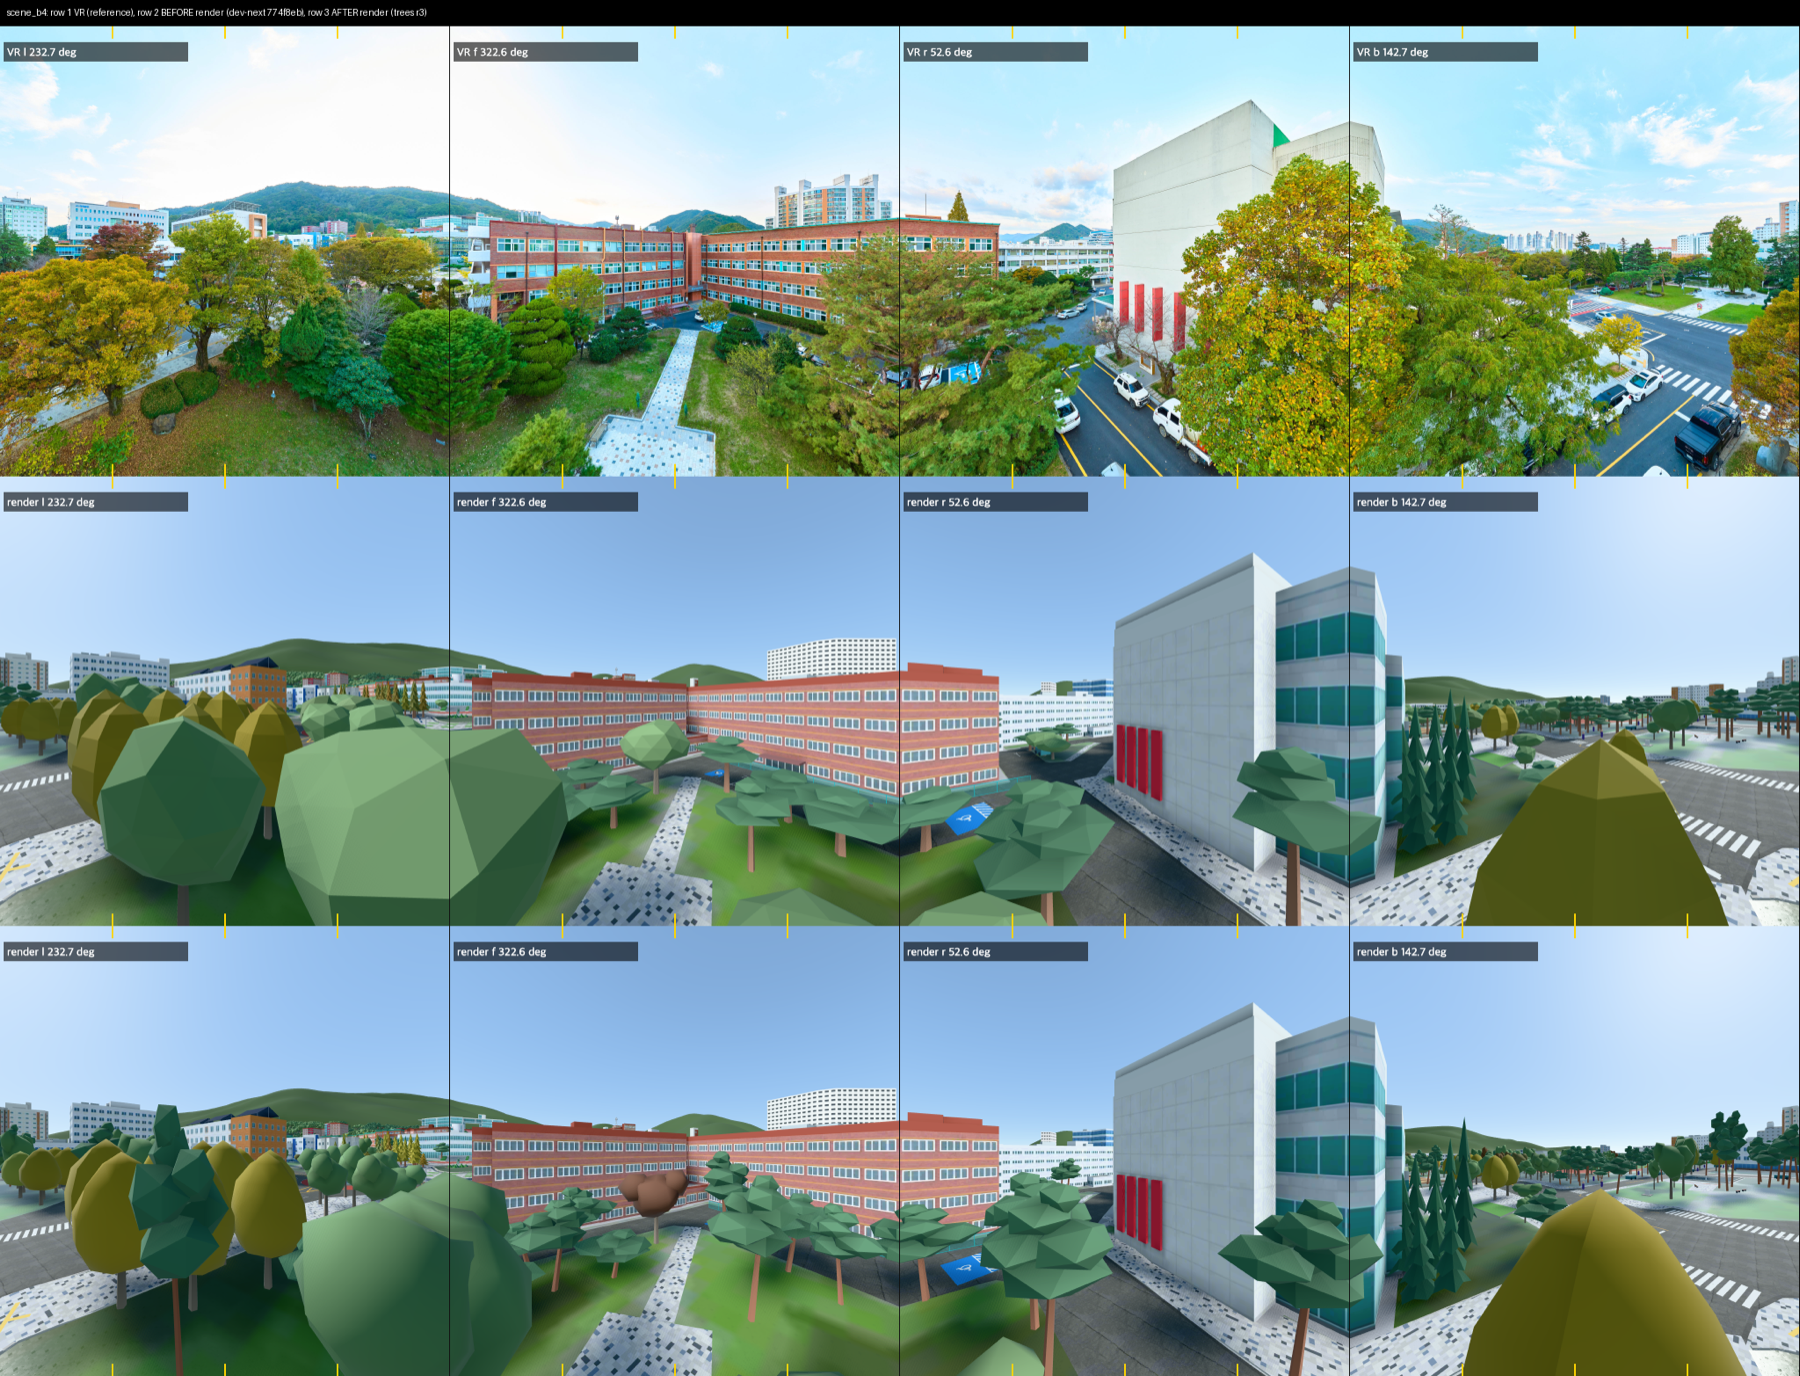 scene_b4: row 1 VR (reference), row 2 BEFORE render (dev-next 774f8eb), row 3 AFTER render (trees r3)
VR l 232.7 deg
VR f 322.6 deg
VR r 52.6 deg
VR b 142.7 deg
render l 232.7 deg
render f 322.6 deg
render r 52.6 deg
render b 142.7 deg
render l 232.7 deg
render f 322.6 deg
render r 52.6 deg
render b 142.7 deg